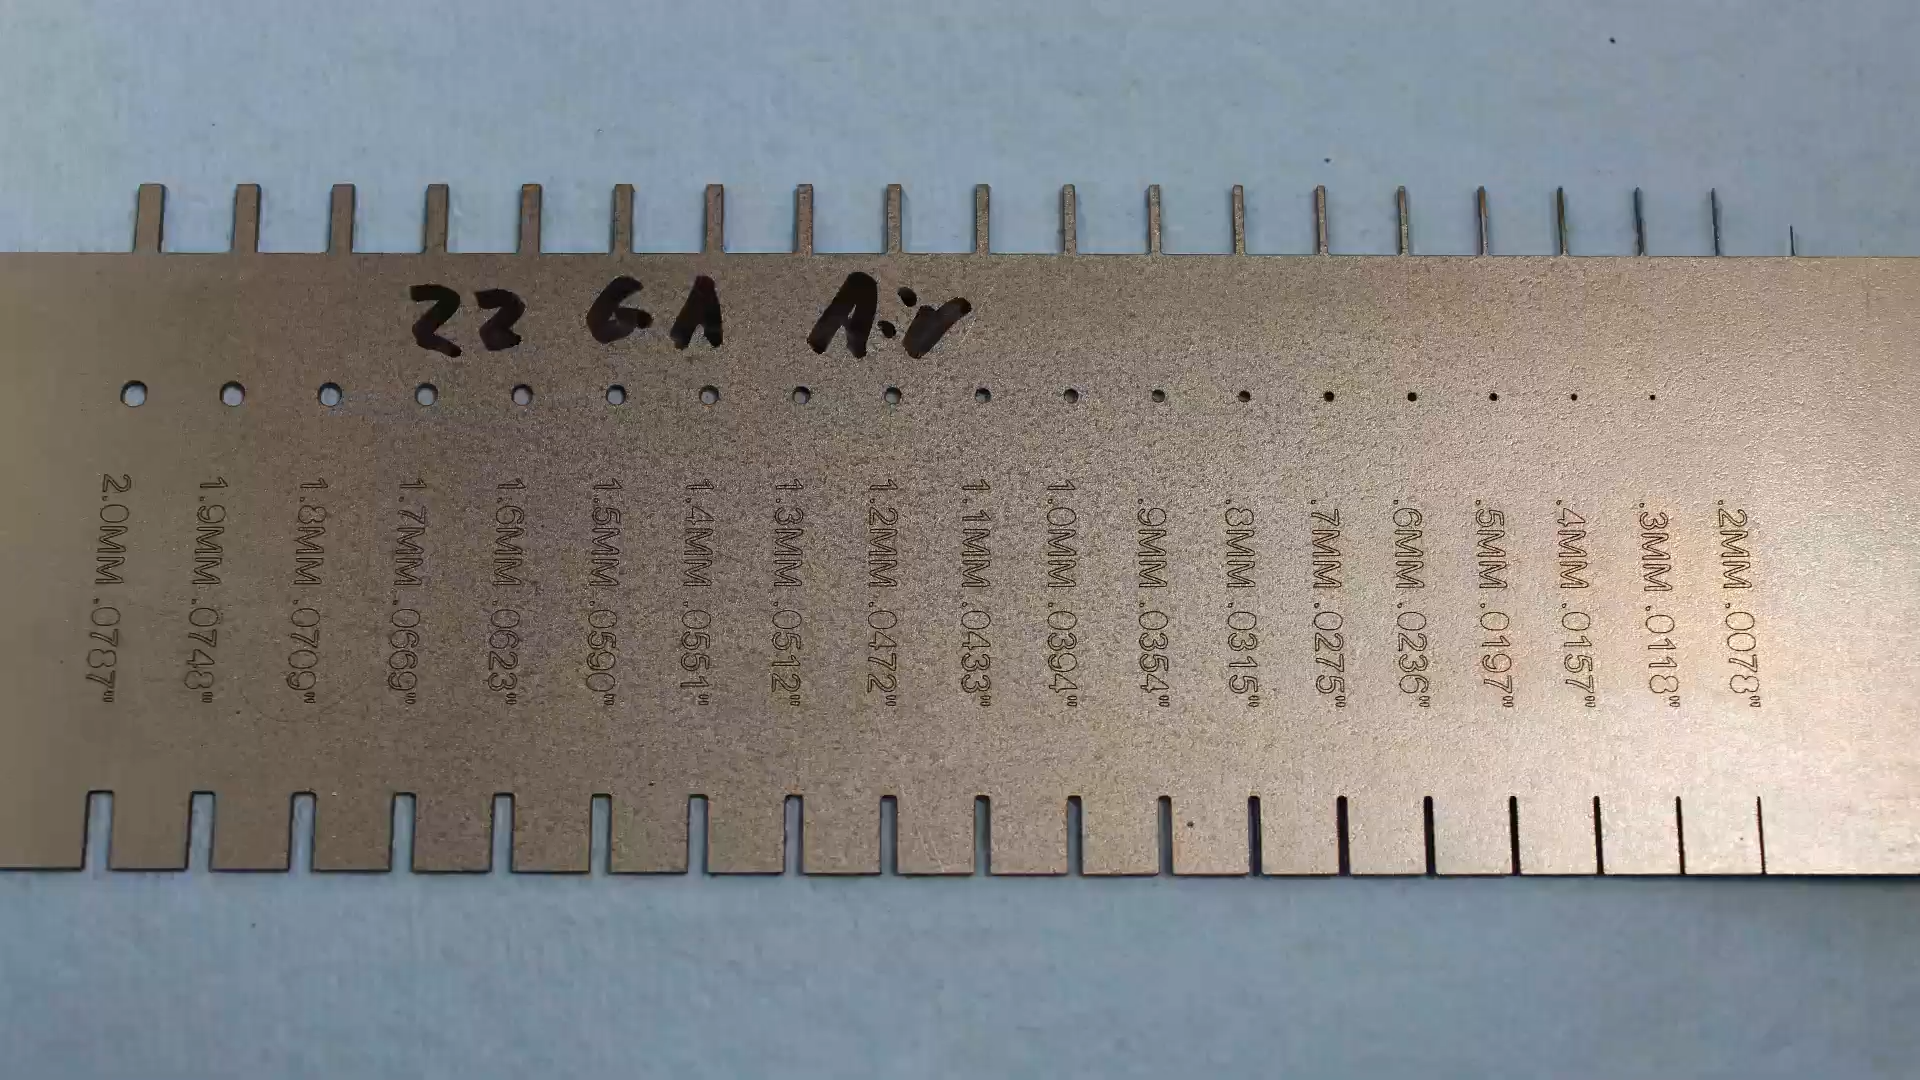 22 GA Air
2.0MM .0787"
1.9MM .0748"
1.8MM .0709"
1.7MM .0669"
1.6MM .0623"
1.5MM .0590"
1.4MM .0551"
1.3MM .0512"
1.2MM .0472"
1.1MM .0433"
1.0MM .0394"
.9MM .0354"
.8MM .0315"
.7MM .0275"
.6MM .0236"
.5MM .0197"
.4MM .0157"
.3MM .0118"
.2MM .0078"